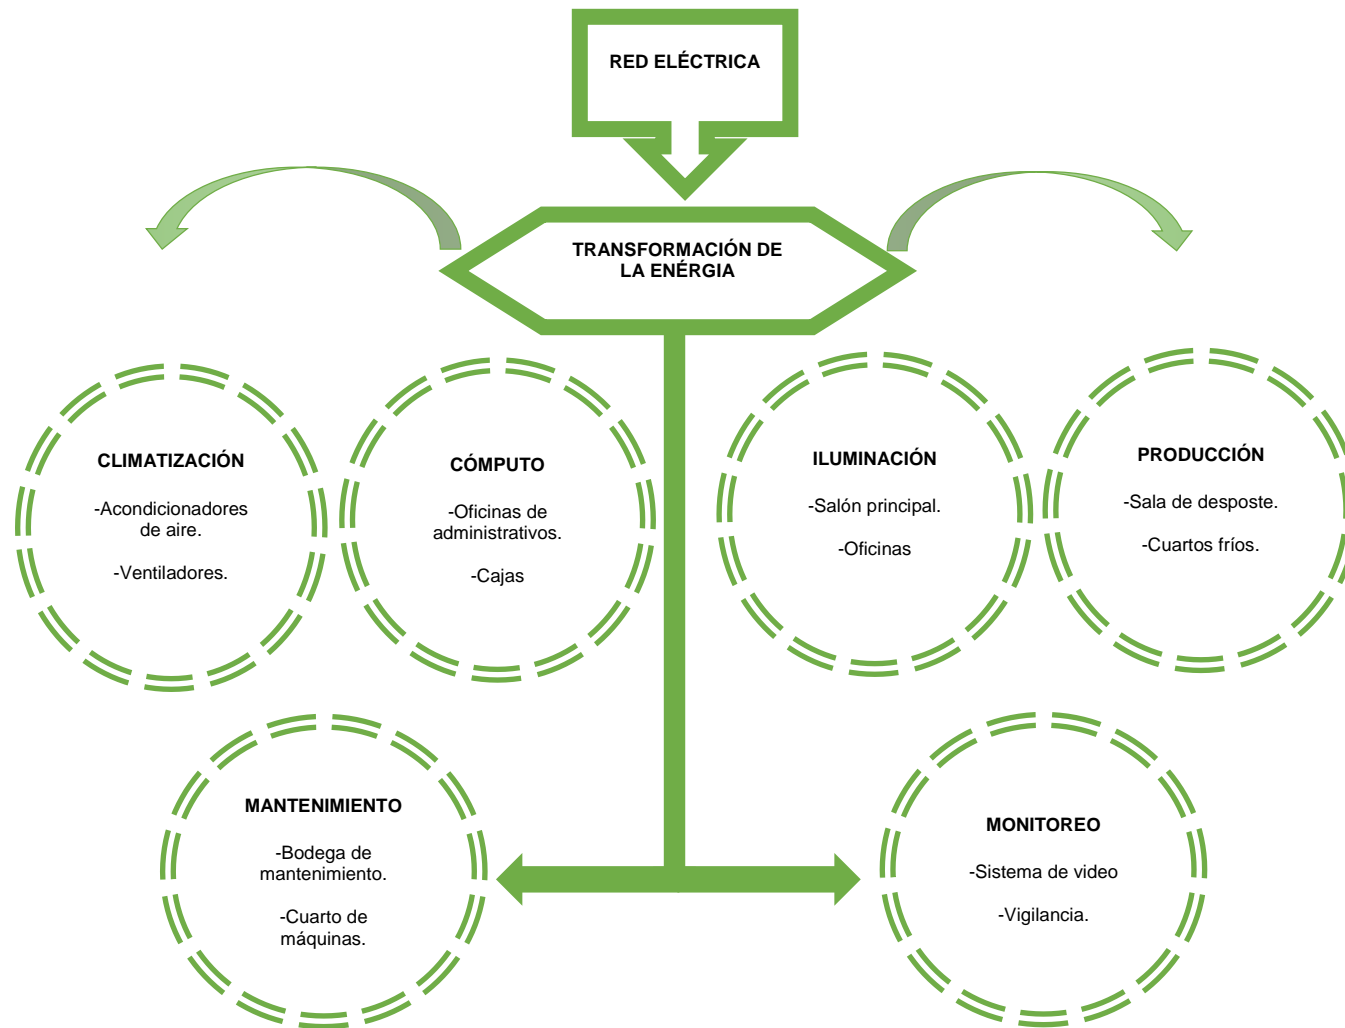 RED ELÉCTRICA
TRANSFORMACIÓN DE
LA ENÉRGIA
CLIMATIZACIÓN
-Acondicionadores
de aire.
-Ventiladores.
CÓMPUTO
-Oficinas de
administrativos.
-Cajas
ILUMINACIÓN
-Salón principal.
-Oficinas
PRODUCCIÓN
-Sala de desposte.
-Cuartos fríos.
MANTENIMIENTO
-Bodega de
mantenimiento.
-Cuarto de
máquinas.
MONITOREO
-Sistema de video
-Vigilancia.